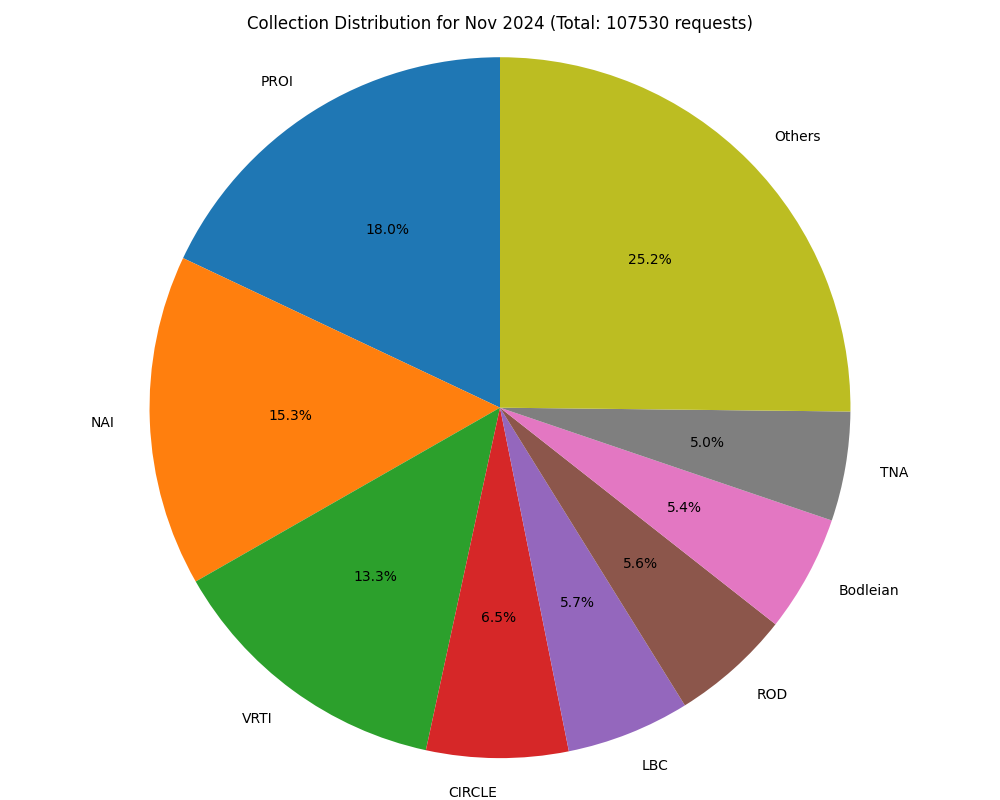 Collection Distribution for Nov 2024 (Total: 107530 requests)
PROI
Others
18.0%
25.2%
NAI
15.3%
5.0%
TNA
5.4%
Bodleian
13.3%
5.6%
5.7%
6.5%
ROD
VRTI
LBC
CIRCLE